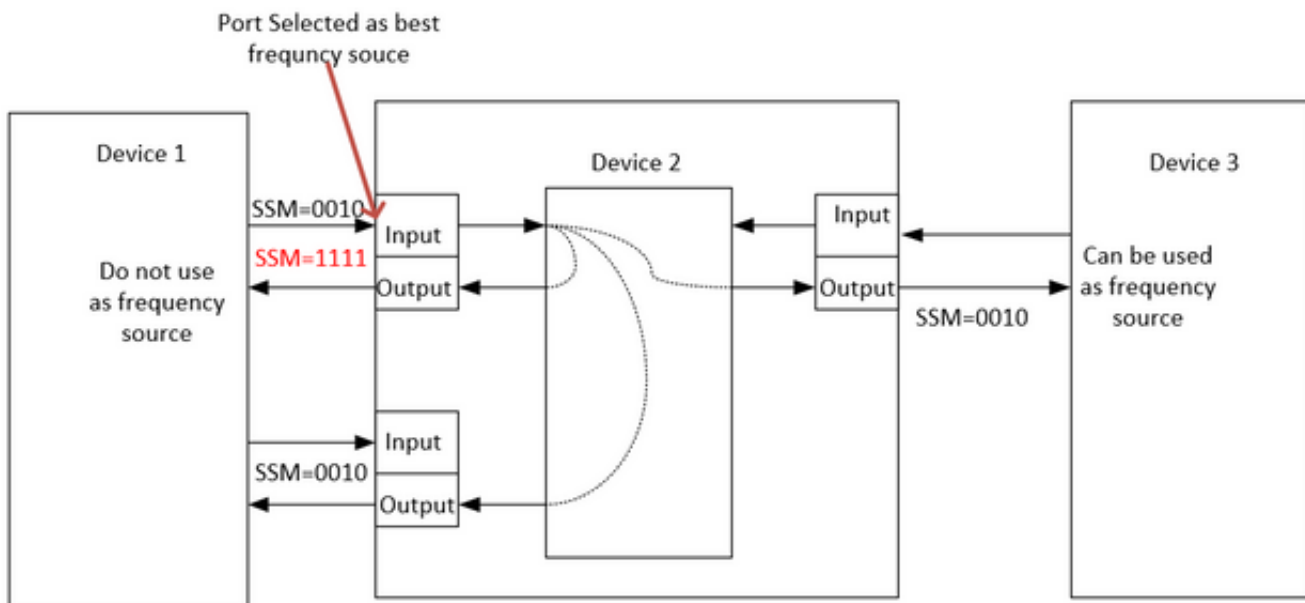 Port Selected as best
frequncy souce
Device 1
Device 2
Device 3
SSM=0010
Input
Input
SSM=1111
Do not use
as frequency
source
Can be used
as frequency
source
Output
Output
SSM=0010
Input
SSM=0010
Output